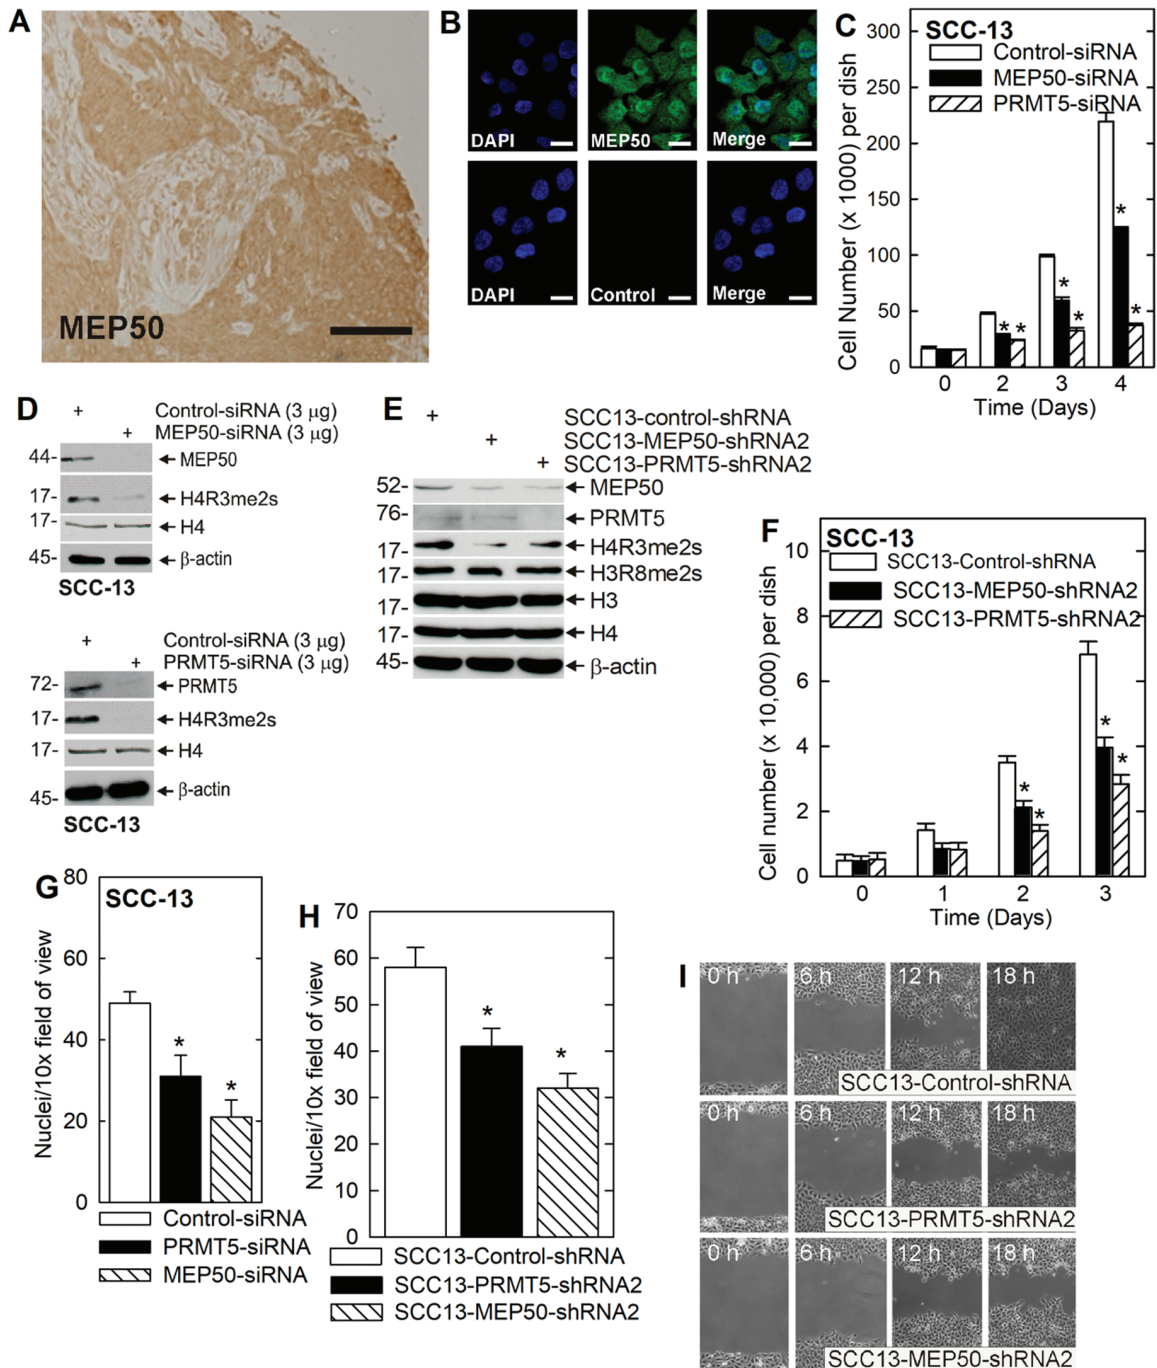 A
MEP50
B
DAPI
MEP50
Merge
DAPI
Control
Merge
C
SCC-13
Control-siRNA
MEP50-siRNA
PRMT5-siRNA
Cell Number (x 1000) per dish
300
250
200
150
100
50
0
* *
* *
* *
0 2 3 4
Time (Days)
D
+ Control-siRNA (3 µg)
+ MEP50-siRNA (3 µg)
44- MEP50
17- H4R3me2s
17- H4
45- β-actin
SCC-13
+ Control-siRNA (3 µg)
+ PRMT5-siRNA (3 µg)
72- PRMT5
17- H4R3me2s
17- H4
45- β-actin
SCC-13
E
+ SCC13-control-shRNA
+ SCC13-MEP50-shRNA2
+ SCC13-PRMT5-shRNA2
52- MEP50
76- PRMT5
17- H4R3me2s
17- H3R8me2s
17- H3
17- H4
45- β-actin
F
SCC-13
SCC13-Control-shRNA
SCC13-MEP50-shRNA2
SCC13-PRMT5-shRNA2
Cell number (x 10,000) per dish
10
8
6
4
2
0
* *
* *
0 1 2 3
Time (Days)
G
SCC-13
Nuclei/10x field of view
80
60
40
20
0
* *
Control-siRNA
PRMT5-siRNA
MEP50-siRNA
H
Nuclei/10x field of view
70
60
50
40
30
20
10
0
* *
SCC13-Control-shRNA
SCC13-PRMT5-shRNA2
SCC13-MEP50-shRNA2
I
0 h 6 h 12 h 18 h
SCC13-Control-shRNA
0 h 6 h 12 h 18 h
SCC13-PRMT5-shRNA2
0 h 6 h 12 h 18 h
SCC13-MEP50-shRNA2